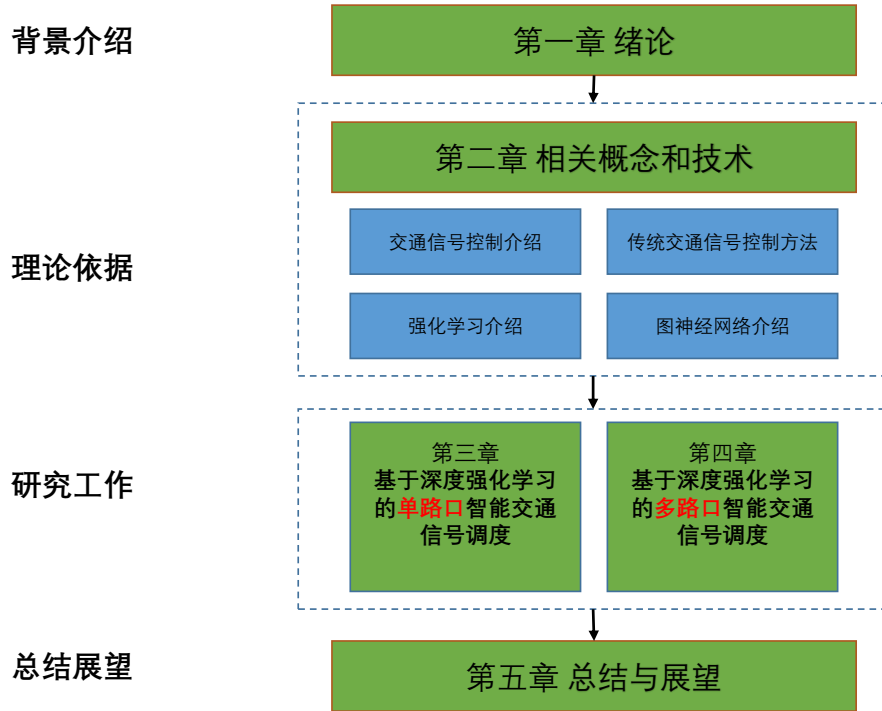 背景介绍
第一章 绪论
第二章 相关概念和技术
理论依据
交通信号控制介绍
传统交通信号控制方法
强化学习介绍
图神经网络介绍
研究工作
第三章
基于深度强化学习
的单路口智能交通
信号调度
第四章
基于深度强化学习
的多路口智能交通
信号调度
总结展望
第五章 总结与展望